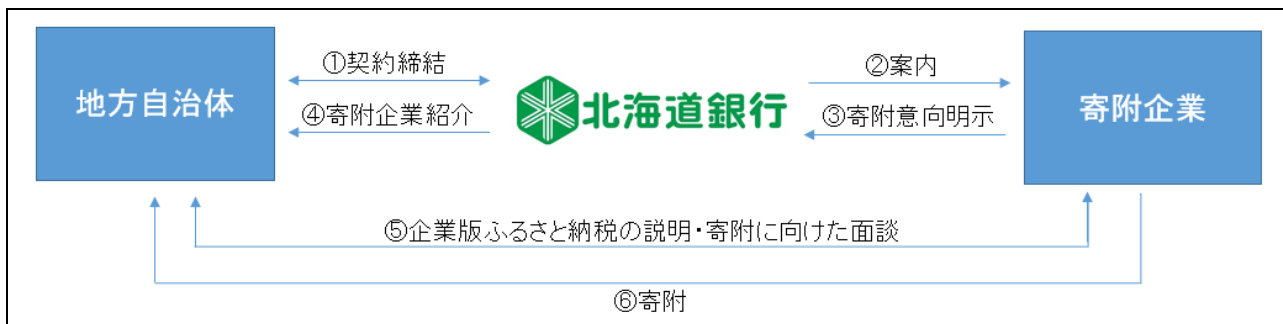 地方自治体
①契約締結
④寄附企業紹介
北海道銀行
②案内
③寄附意向明示
寄附企業
⑤企業版ふるさと納税の説明・寄附に向けた面談
⑥寄附